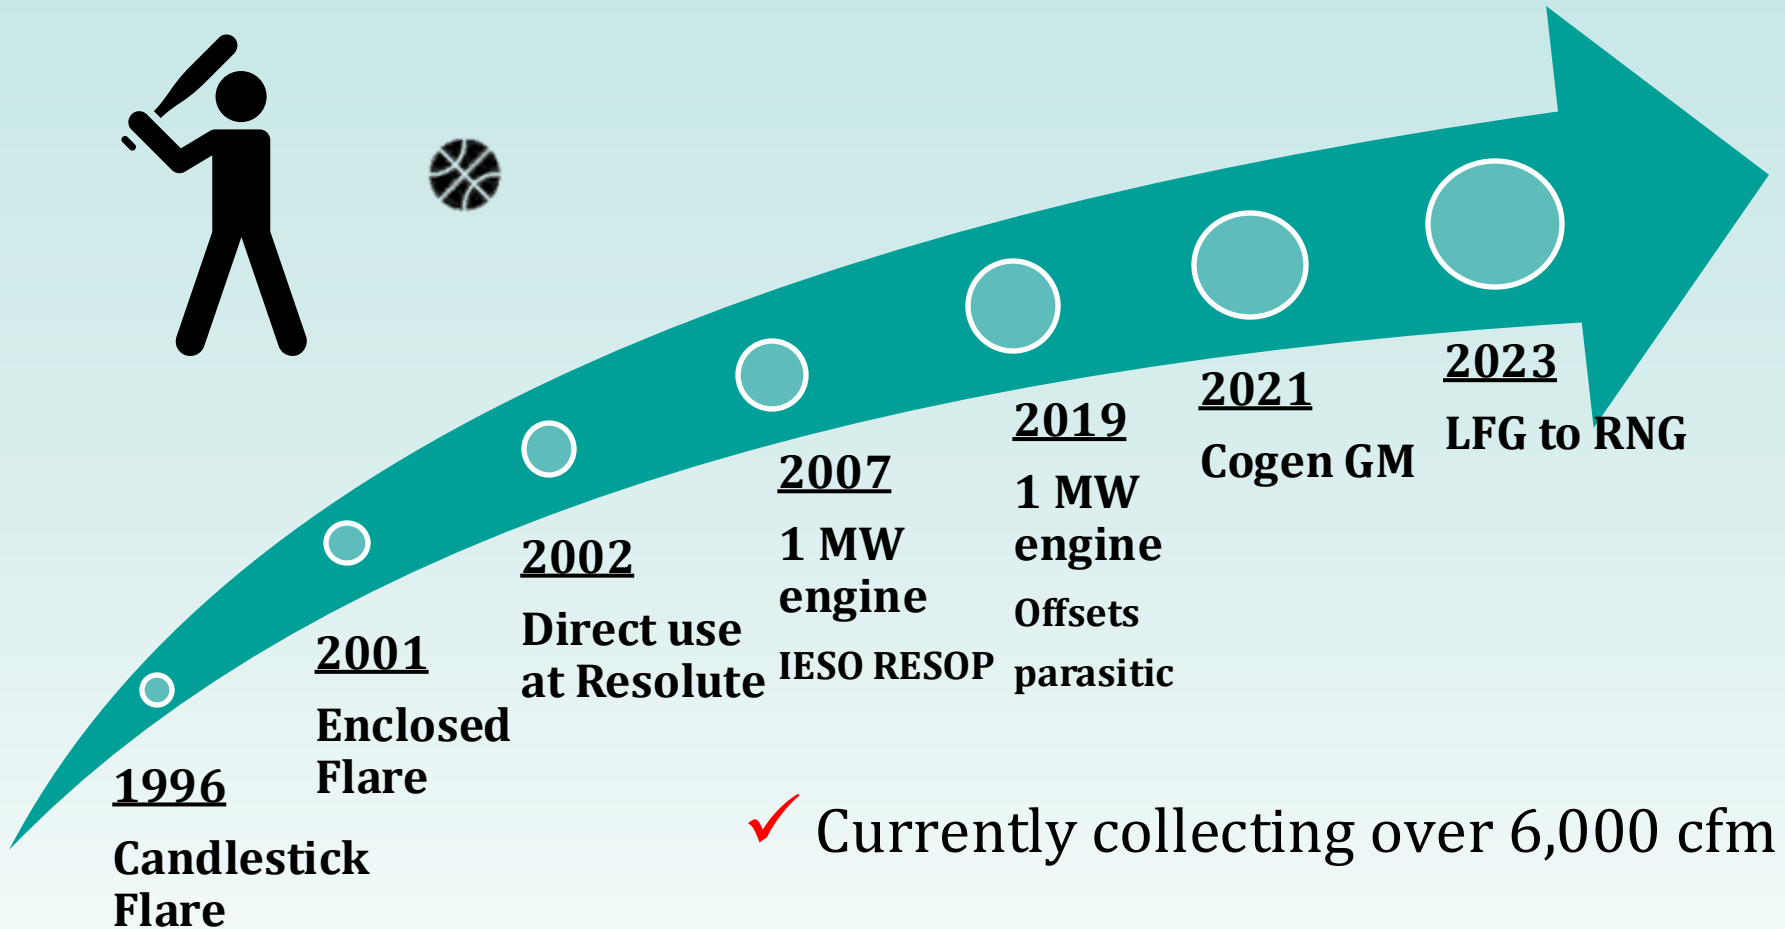 1996
Candlestick
Flare
2001
Enclosed
Flare
2002
Direct use
at Resolute
2007
1 MW
engine
IESO RESOP
2019
1 MW
engine
Offsets
parasitic
2021
Cogen GM
2023
LFG to RNG
Currently collecting over 6,000 cfm